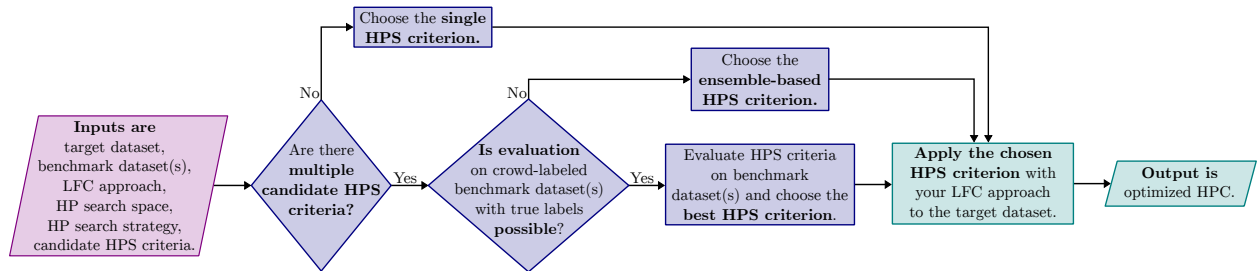 Inputs are
target dataset,
benchmark dataset(s),
LFC approach,
HP search space,
HP search strategy,
candidate HPS criteria.
Are there
multiple
candidate HPS
criteria?
No
Choose the single
HPS criterion.
Yes
Is evaluation
on crowd-labeled
benchmark dataset(s)
with true labels
possible?
No
Choose the
ensemble-based
HPS criterion.
Yes
Evaluate HPS criteria
on benchmark
dataset(s) and choose the
best HPS criterion.
Apply the chosen
HPS criterion with
your LFC approach
to the target dataset.
Output is
optimized HPC.